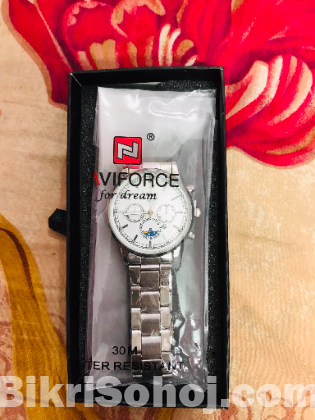 ®
AVIFORCE
for dream
30M
TER RESISTANT
BikriSohoj.com